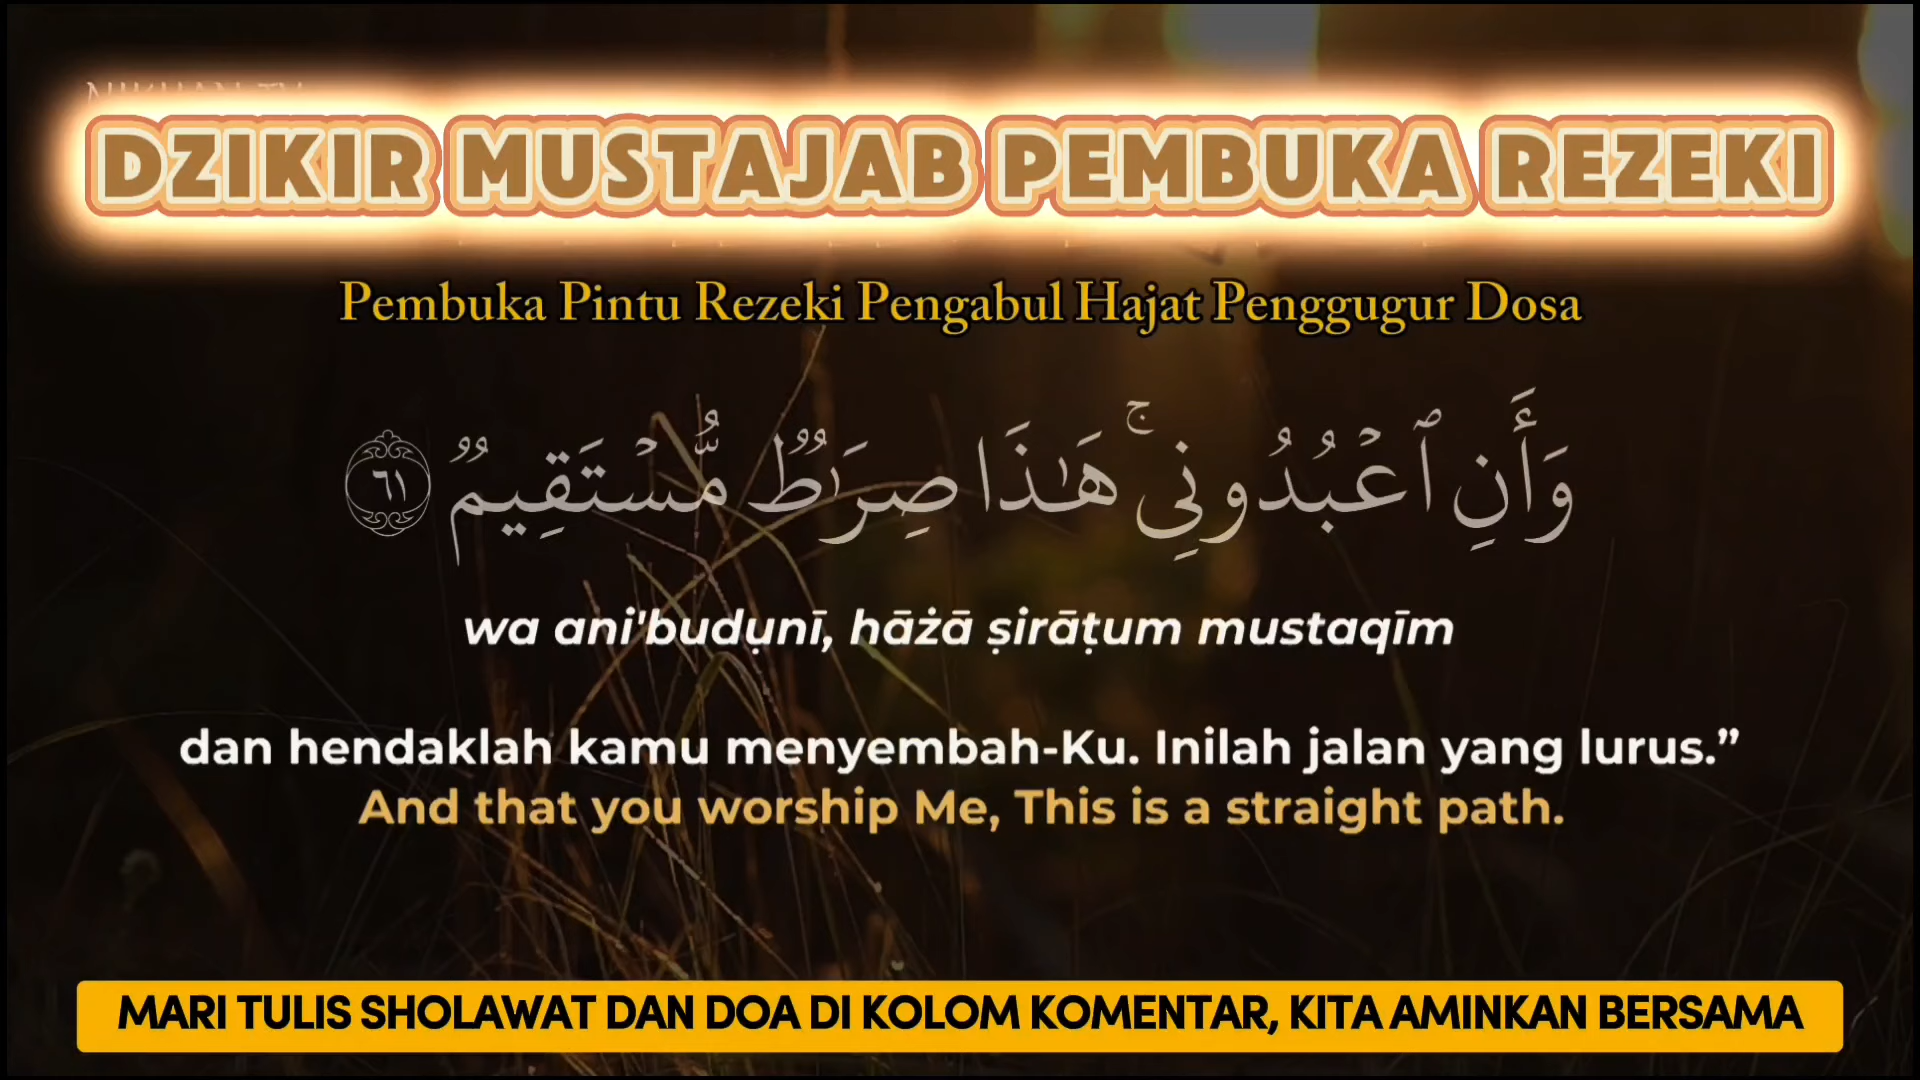 DZIKIR MUSTAJAB PEMBUKA REZEKI
Pembuka Pintu Rezeki Pengabul Hajat Penggugur Dosa
وَأَنِ ٱعۡبُدُونِيۚ هَٰذَا صِرَٰطٞ مُّسۡتَقِيمٞ ٦١
wa ani'budụnī, hāżā ṣirāṭum mustaqīm
dan hendaklah kamu menyembah-Ku. Inilah jalan yang lurus.”
And that you worship Me, This is a straight path.
MARI TULIS SHOLAWAT DAN DOA DI KOLOM KOMENTAR, KITA AMINKAN BERSAMA